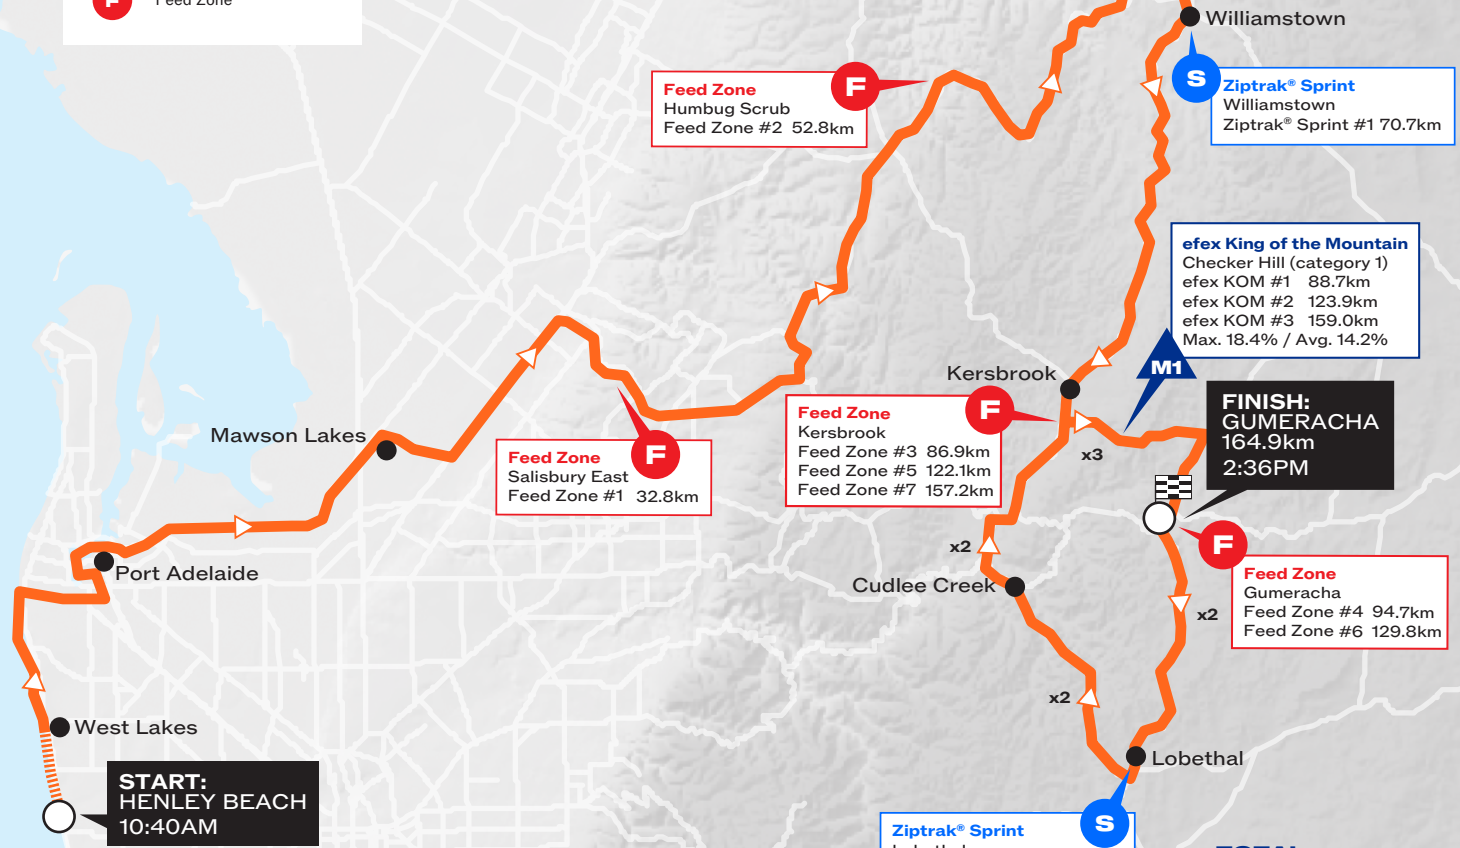 F
Feed Zone
Williamstown
S
Ziptrak® Sprint
Williamstown
Ziptrak® Sprint #1 70.7km
F
Feed Zone
Humbug Scrub
Feed Zone #2 52.8km
efex King of the Mountain
Checker Hill (category 1)
efex KOM #1 88.7km
efex KOM #2 123.9km
efex KOM #3 159.0km
Max. 18.4% / Avg. 14.2%
M1
Kersbrook
F
Feed Zone
Kersbrook
Feed Zone #3 86.9km
Feed Zone #5 122.1km
Feed Zone #7 157.2km
x3
FINISH:
GUMERACHA
164.9km
2:36PM
Mawson Lakes
F
Feed Zone
Salisbury East
Feed Zone #1 32.8km
x2
F
Feed Zone
Gumeracha
Feed Zone #4 94.7km
Feed Zone #6 129.8km
Port Adelaide
Cudlee Creek
x2
x2
West Lakes
Lobethal
START:
HENLEY BEACH
10:40AM
S
Ziptrak® Sprint